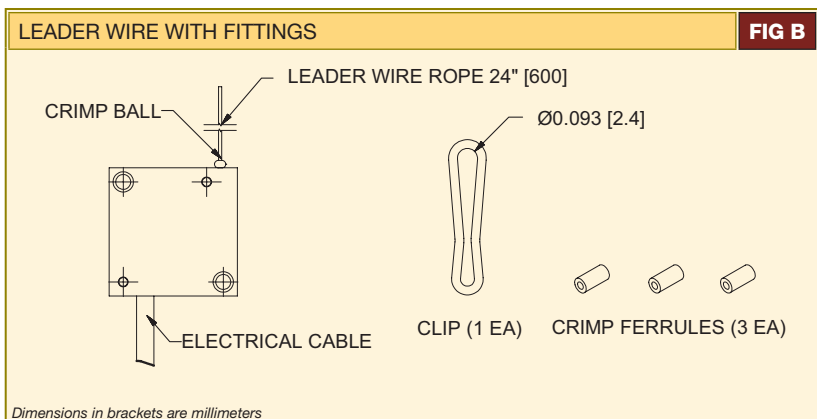 LEADER WIRE WITH FITTINGS
FIG B
LEADER WIRE ROPE 24" [600]
CRIMP BALL
Ø0.093 [2.4]
ELECTRICAL CABLE
CLIP (1 EA)
CRIMP FERRULES (3 EA)
Dimensions in brackets are millimeters